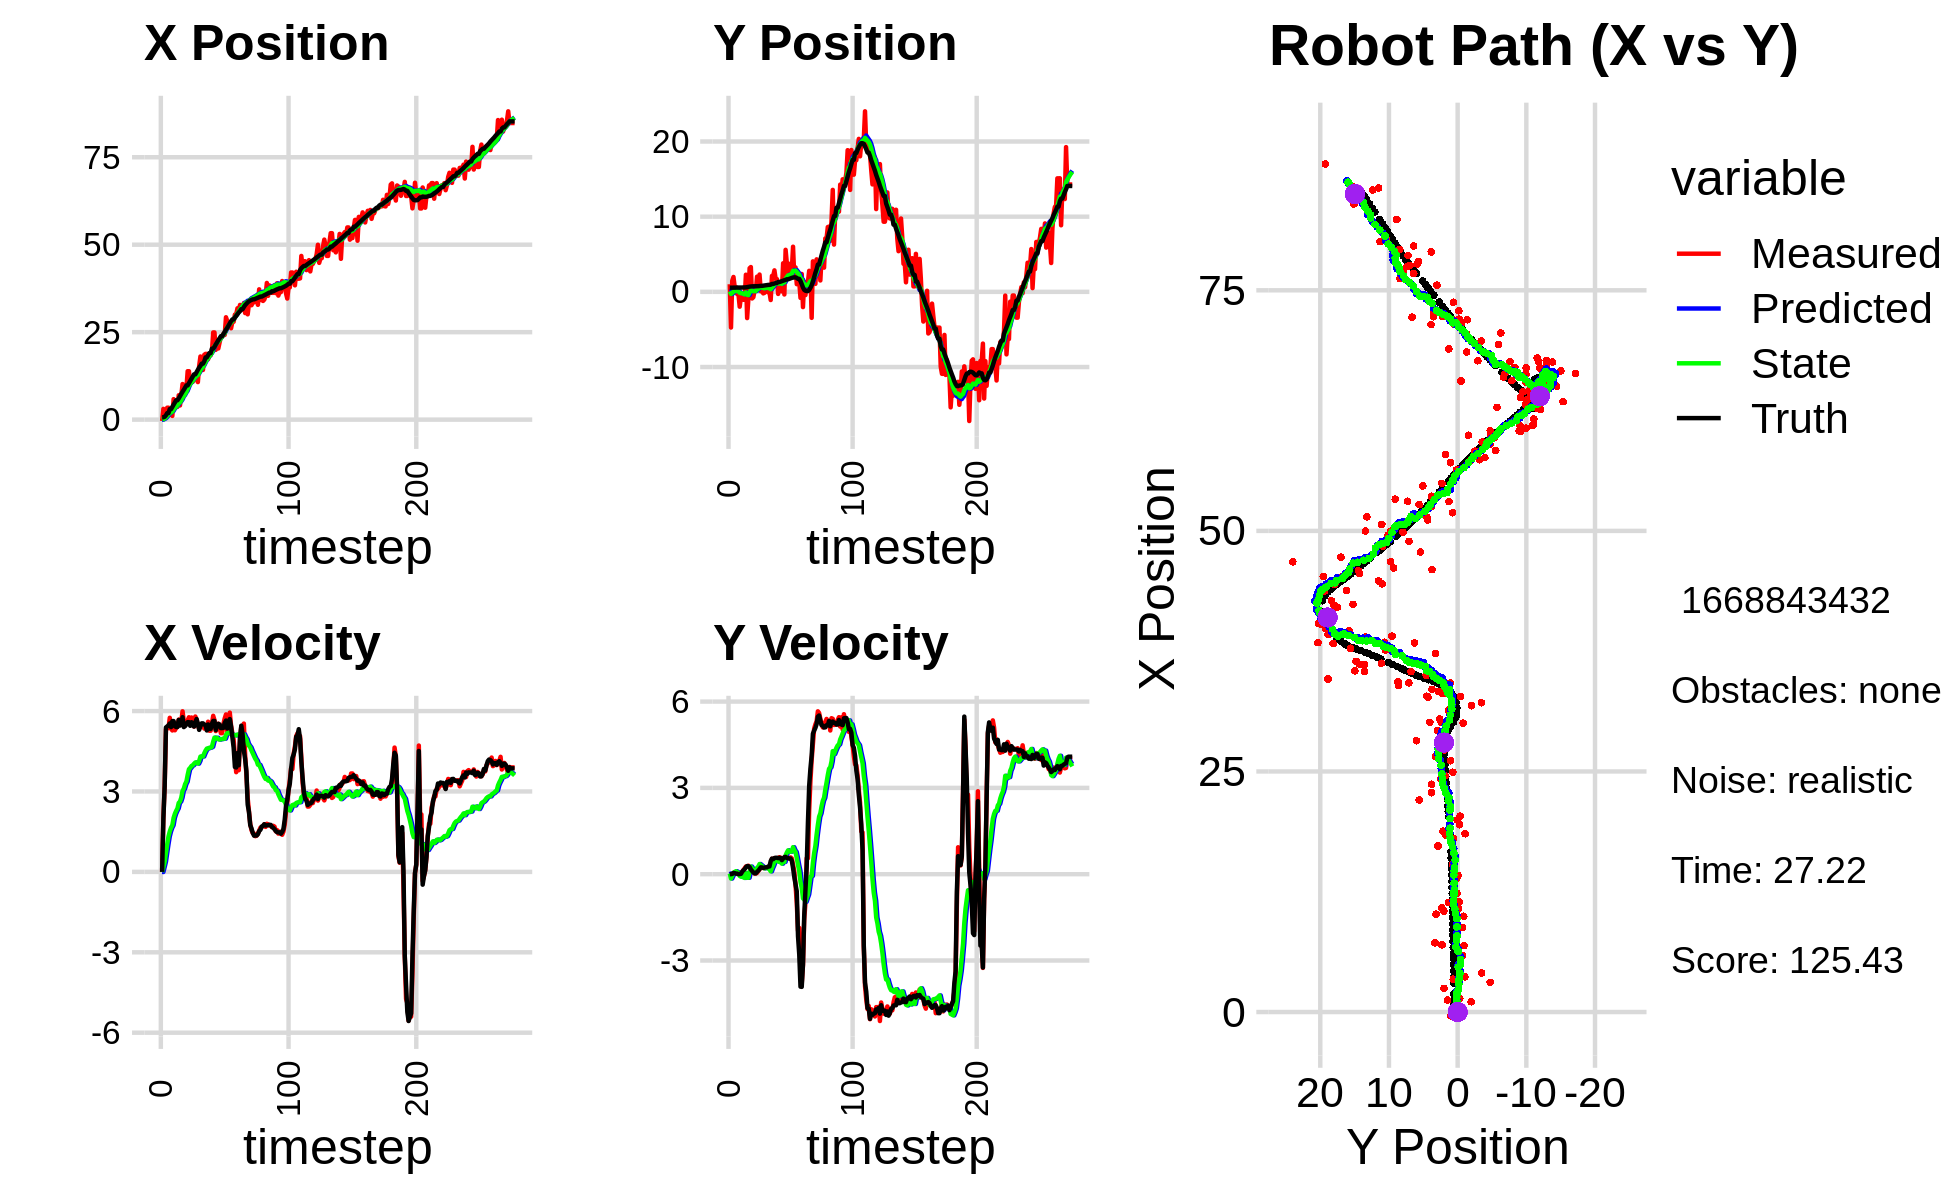 X Position
75
50
25
0
0
100
200
timestep
Y Position
20
10
0
-10
0
100
200
timestep
X Velocity
6
3
0
-3
-6
0
100
200
timestep
Y Velocity
6
3
0
-3
0
100
200
timestep
Robot Path (X vs Y)
X Position
75
50
25
0
20 10 0 -10 -20
Y Position
variable
Measured
Predicted
State
Truth
1668843432
Obstacles: none
Noise: realistic
Time: 27.22
Score: 125.43